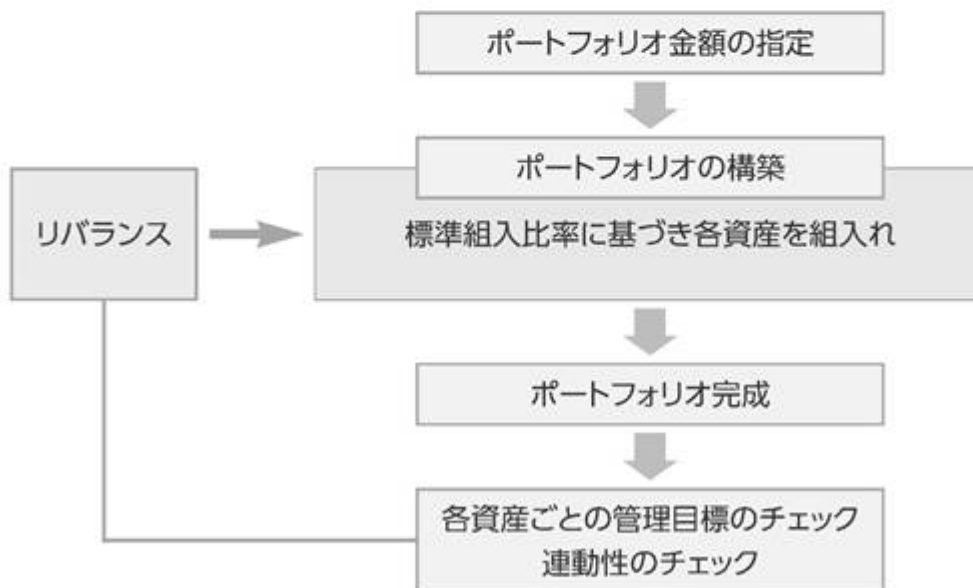 ポートフォリオ金額の指定
ポートフォリオの構築
リバランス
標準組入比率に基づき各資産を組入れ
ポートフォリオ完成
各資産ごとの管理目標のチェック
連動性のチェック